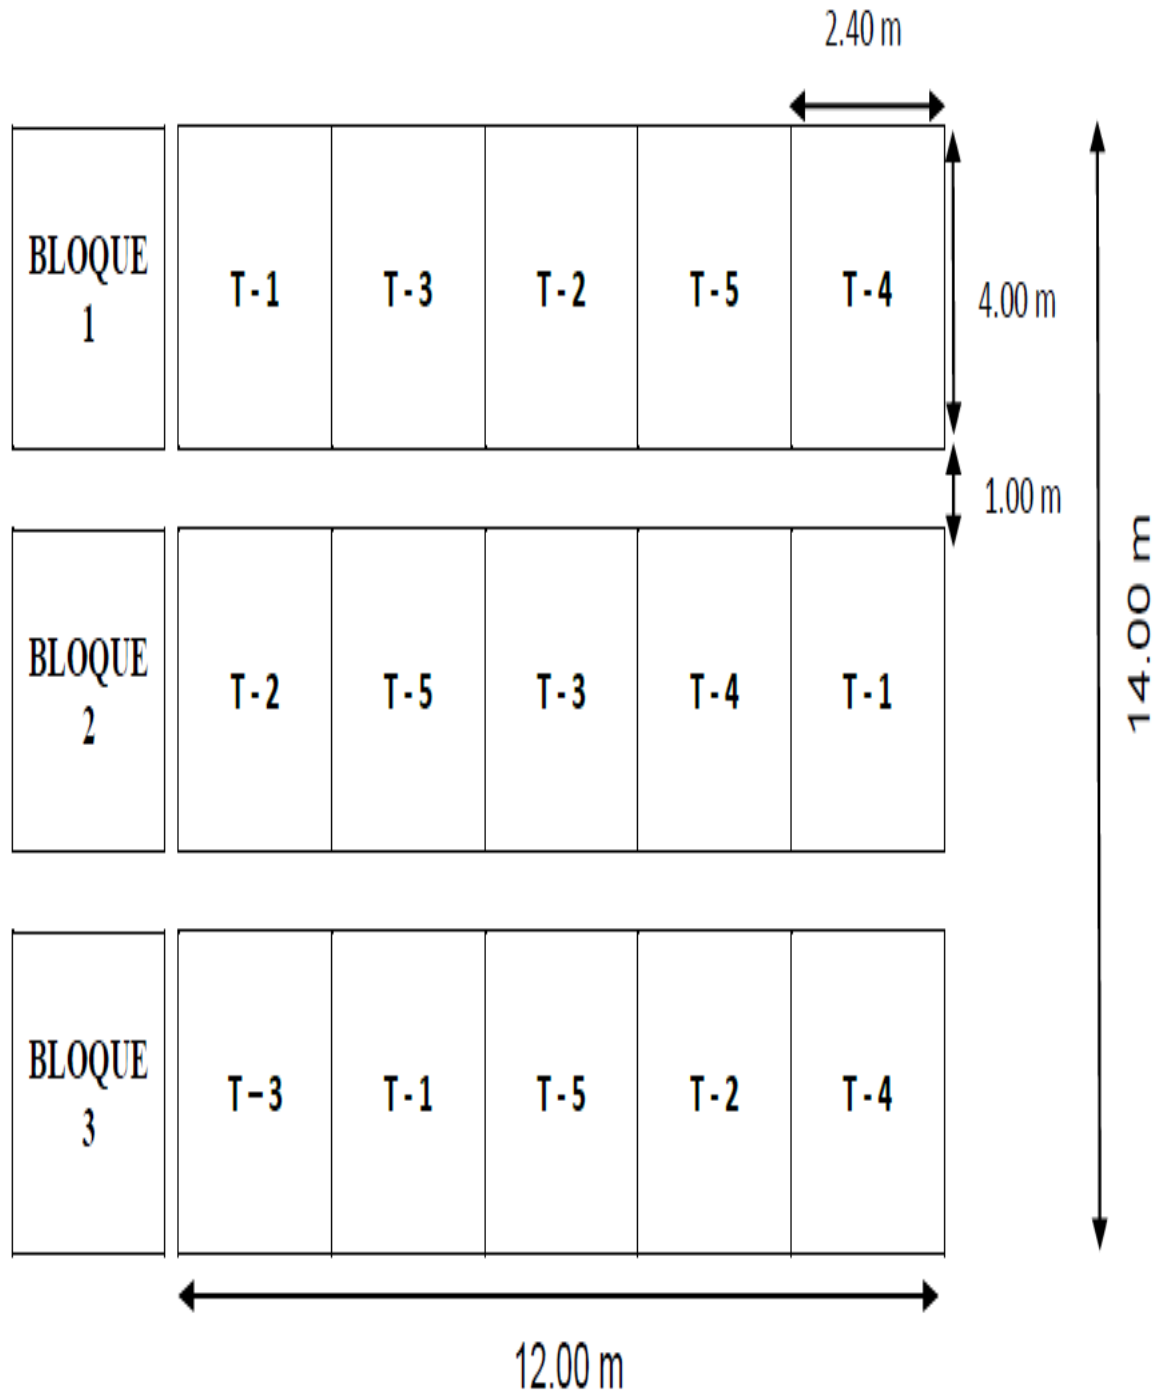 2.40 m
BLOQUE
1
T - 1
T - 3
T - 2
T - 5
T - 4
4.00 m
1.00 m
BLOQUE
2
T - 2
T - 5
T - 3
T - 4
T - 1
14.00 m
BLOQUE
3
T – 3
T - 1
T - 5
T - 2
T - 4
12.00 m